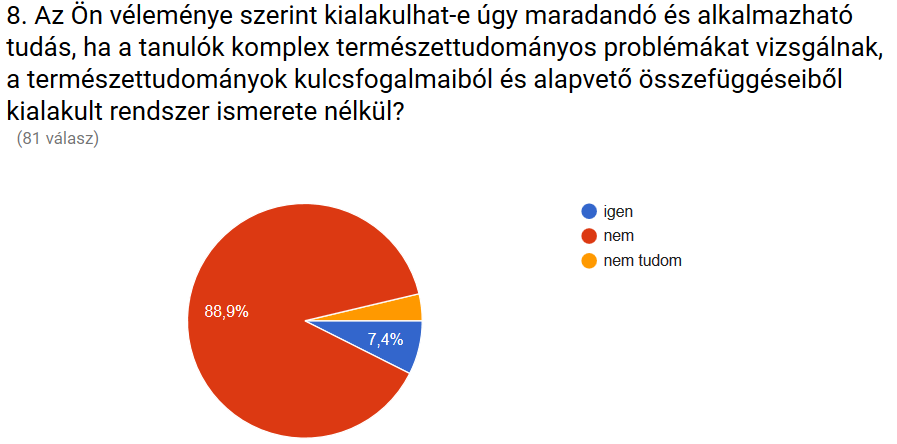 8. Az Ön véleménye szerint kialakulhat-e úgy maradandó és alkalmazható
tudás, ha a tanulók komplex természettudományos problémákat vizsgálnak,
a természettudományok kulcsfogalmaiból és alapvető összefüggéseiből
kialakult rendszer ismerete nélkül?
(81 válasz)
igen
nem
nem tudom
88,9%
7,4%